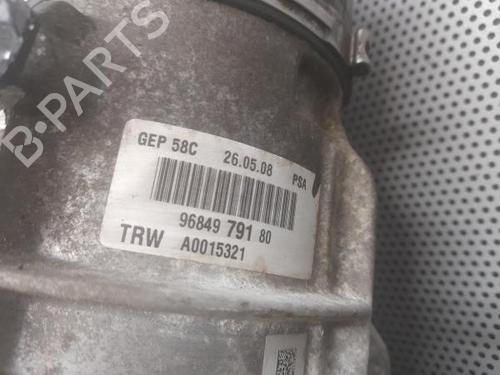 B-PARTS
GEP 58C 26.05.08 PSA
96849 791 80
TRW A0015321